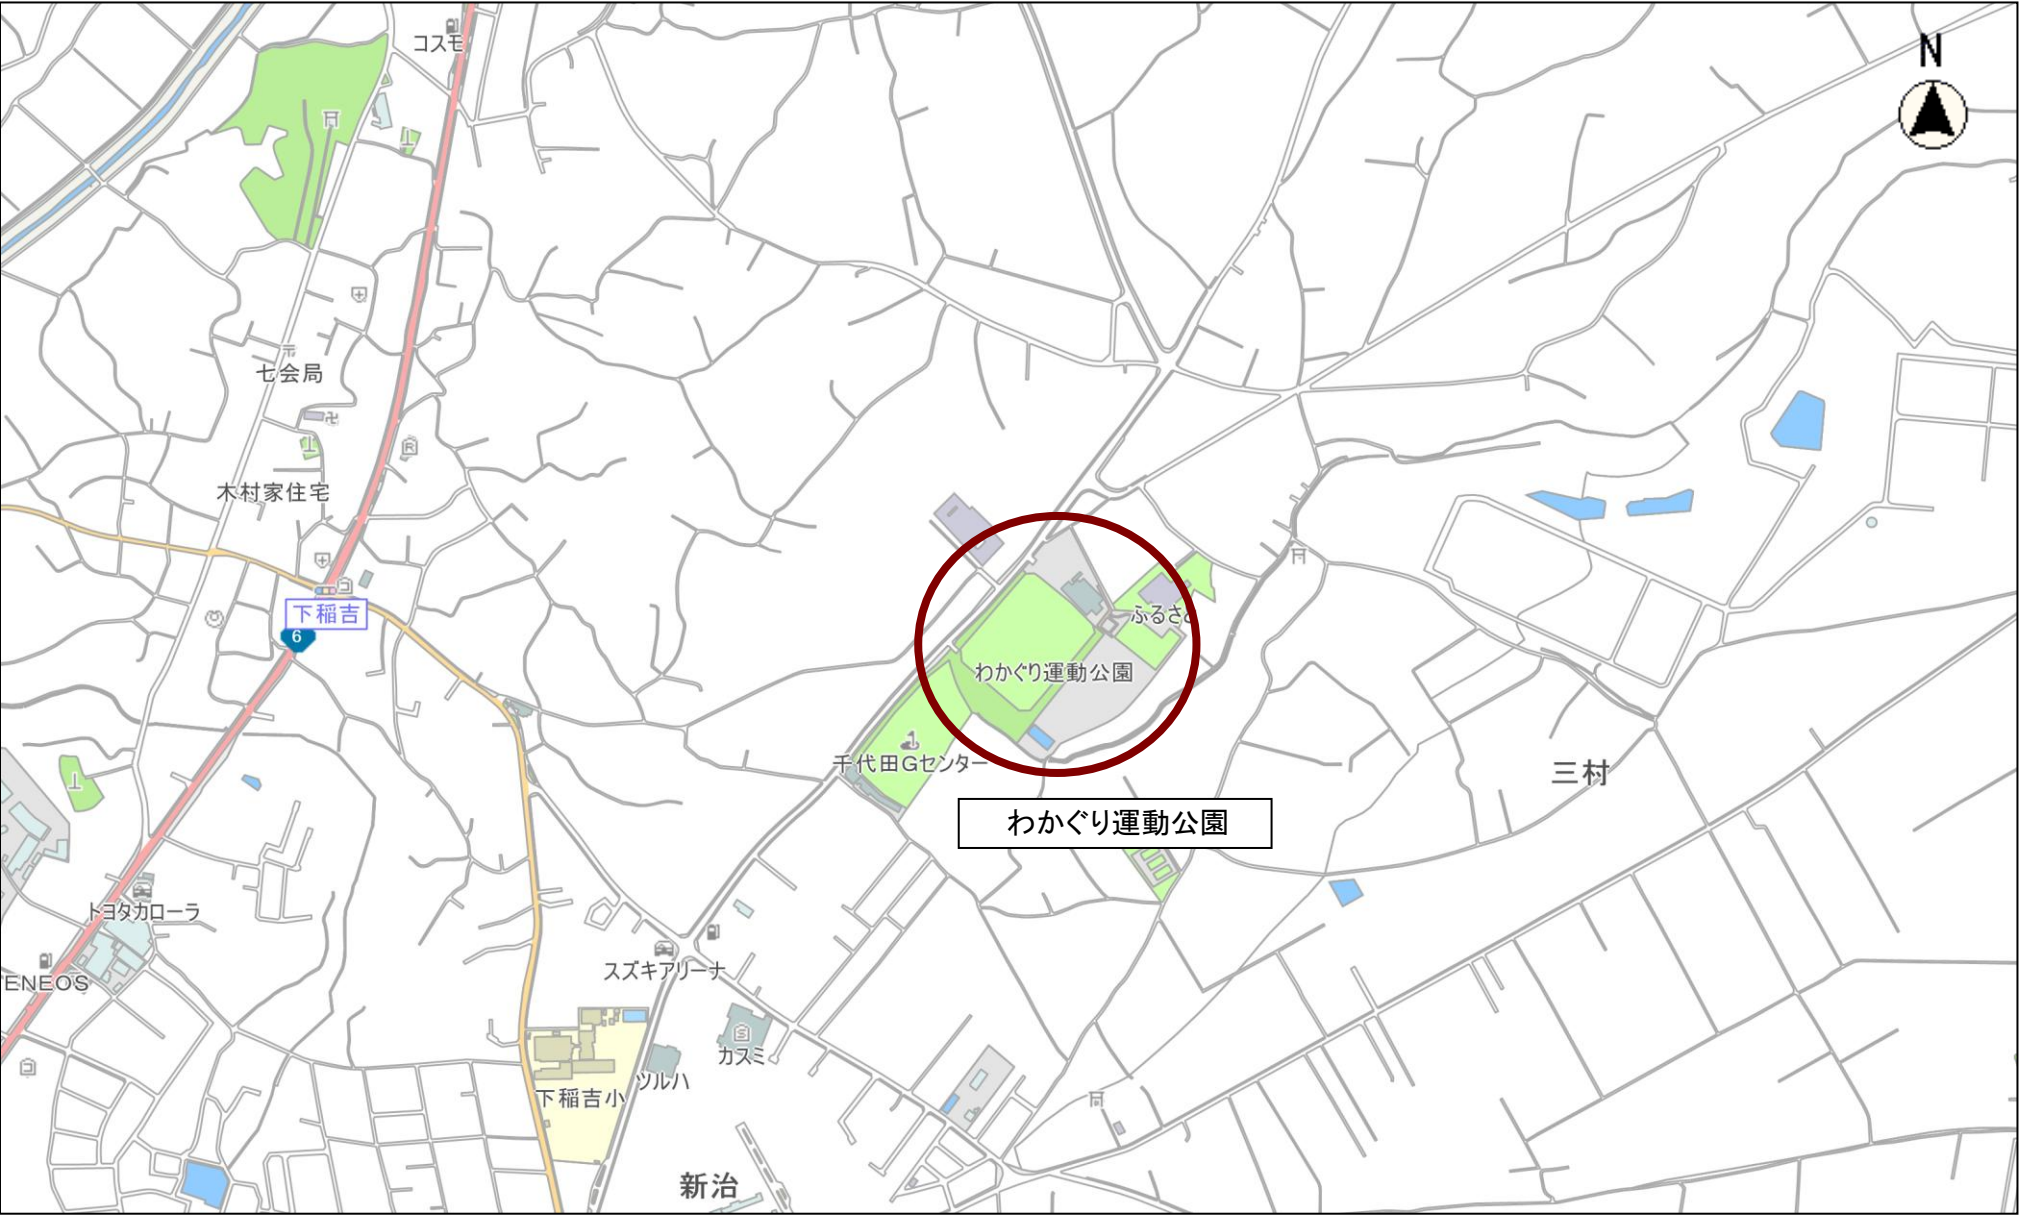 コスモ
N
七会局
木村家住宅
下稲吉
6
ふるさと
わかぐり運動公園
千代田Gセンター
三村
わかぐり運動公園
トヨタカローラ
ENEOS
スズキアリーナ
カスミ
ツルハ
下稲吉小
新治